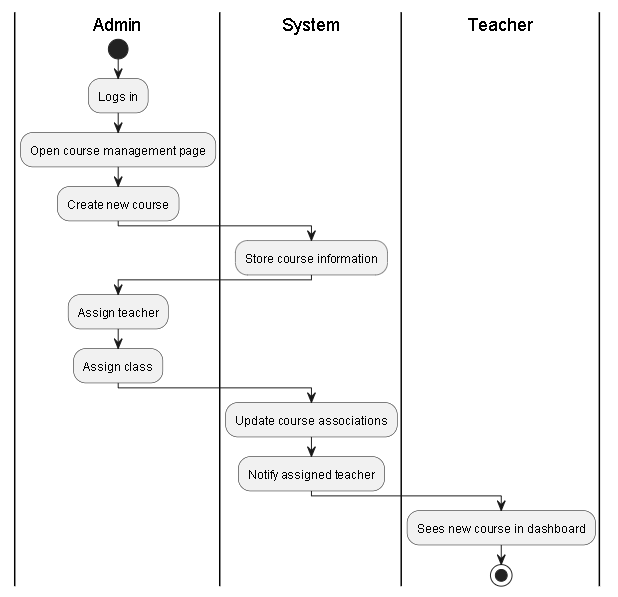 Admin
System
Teacher
Logs in
Open course management page
Create new course
Store course information
Assign teacher
Assign class
Update course associations
Notify assigned teacher
Sees new course in dashboard